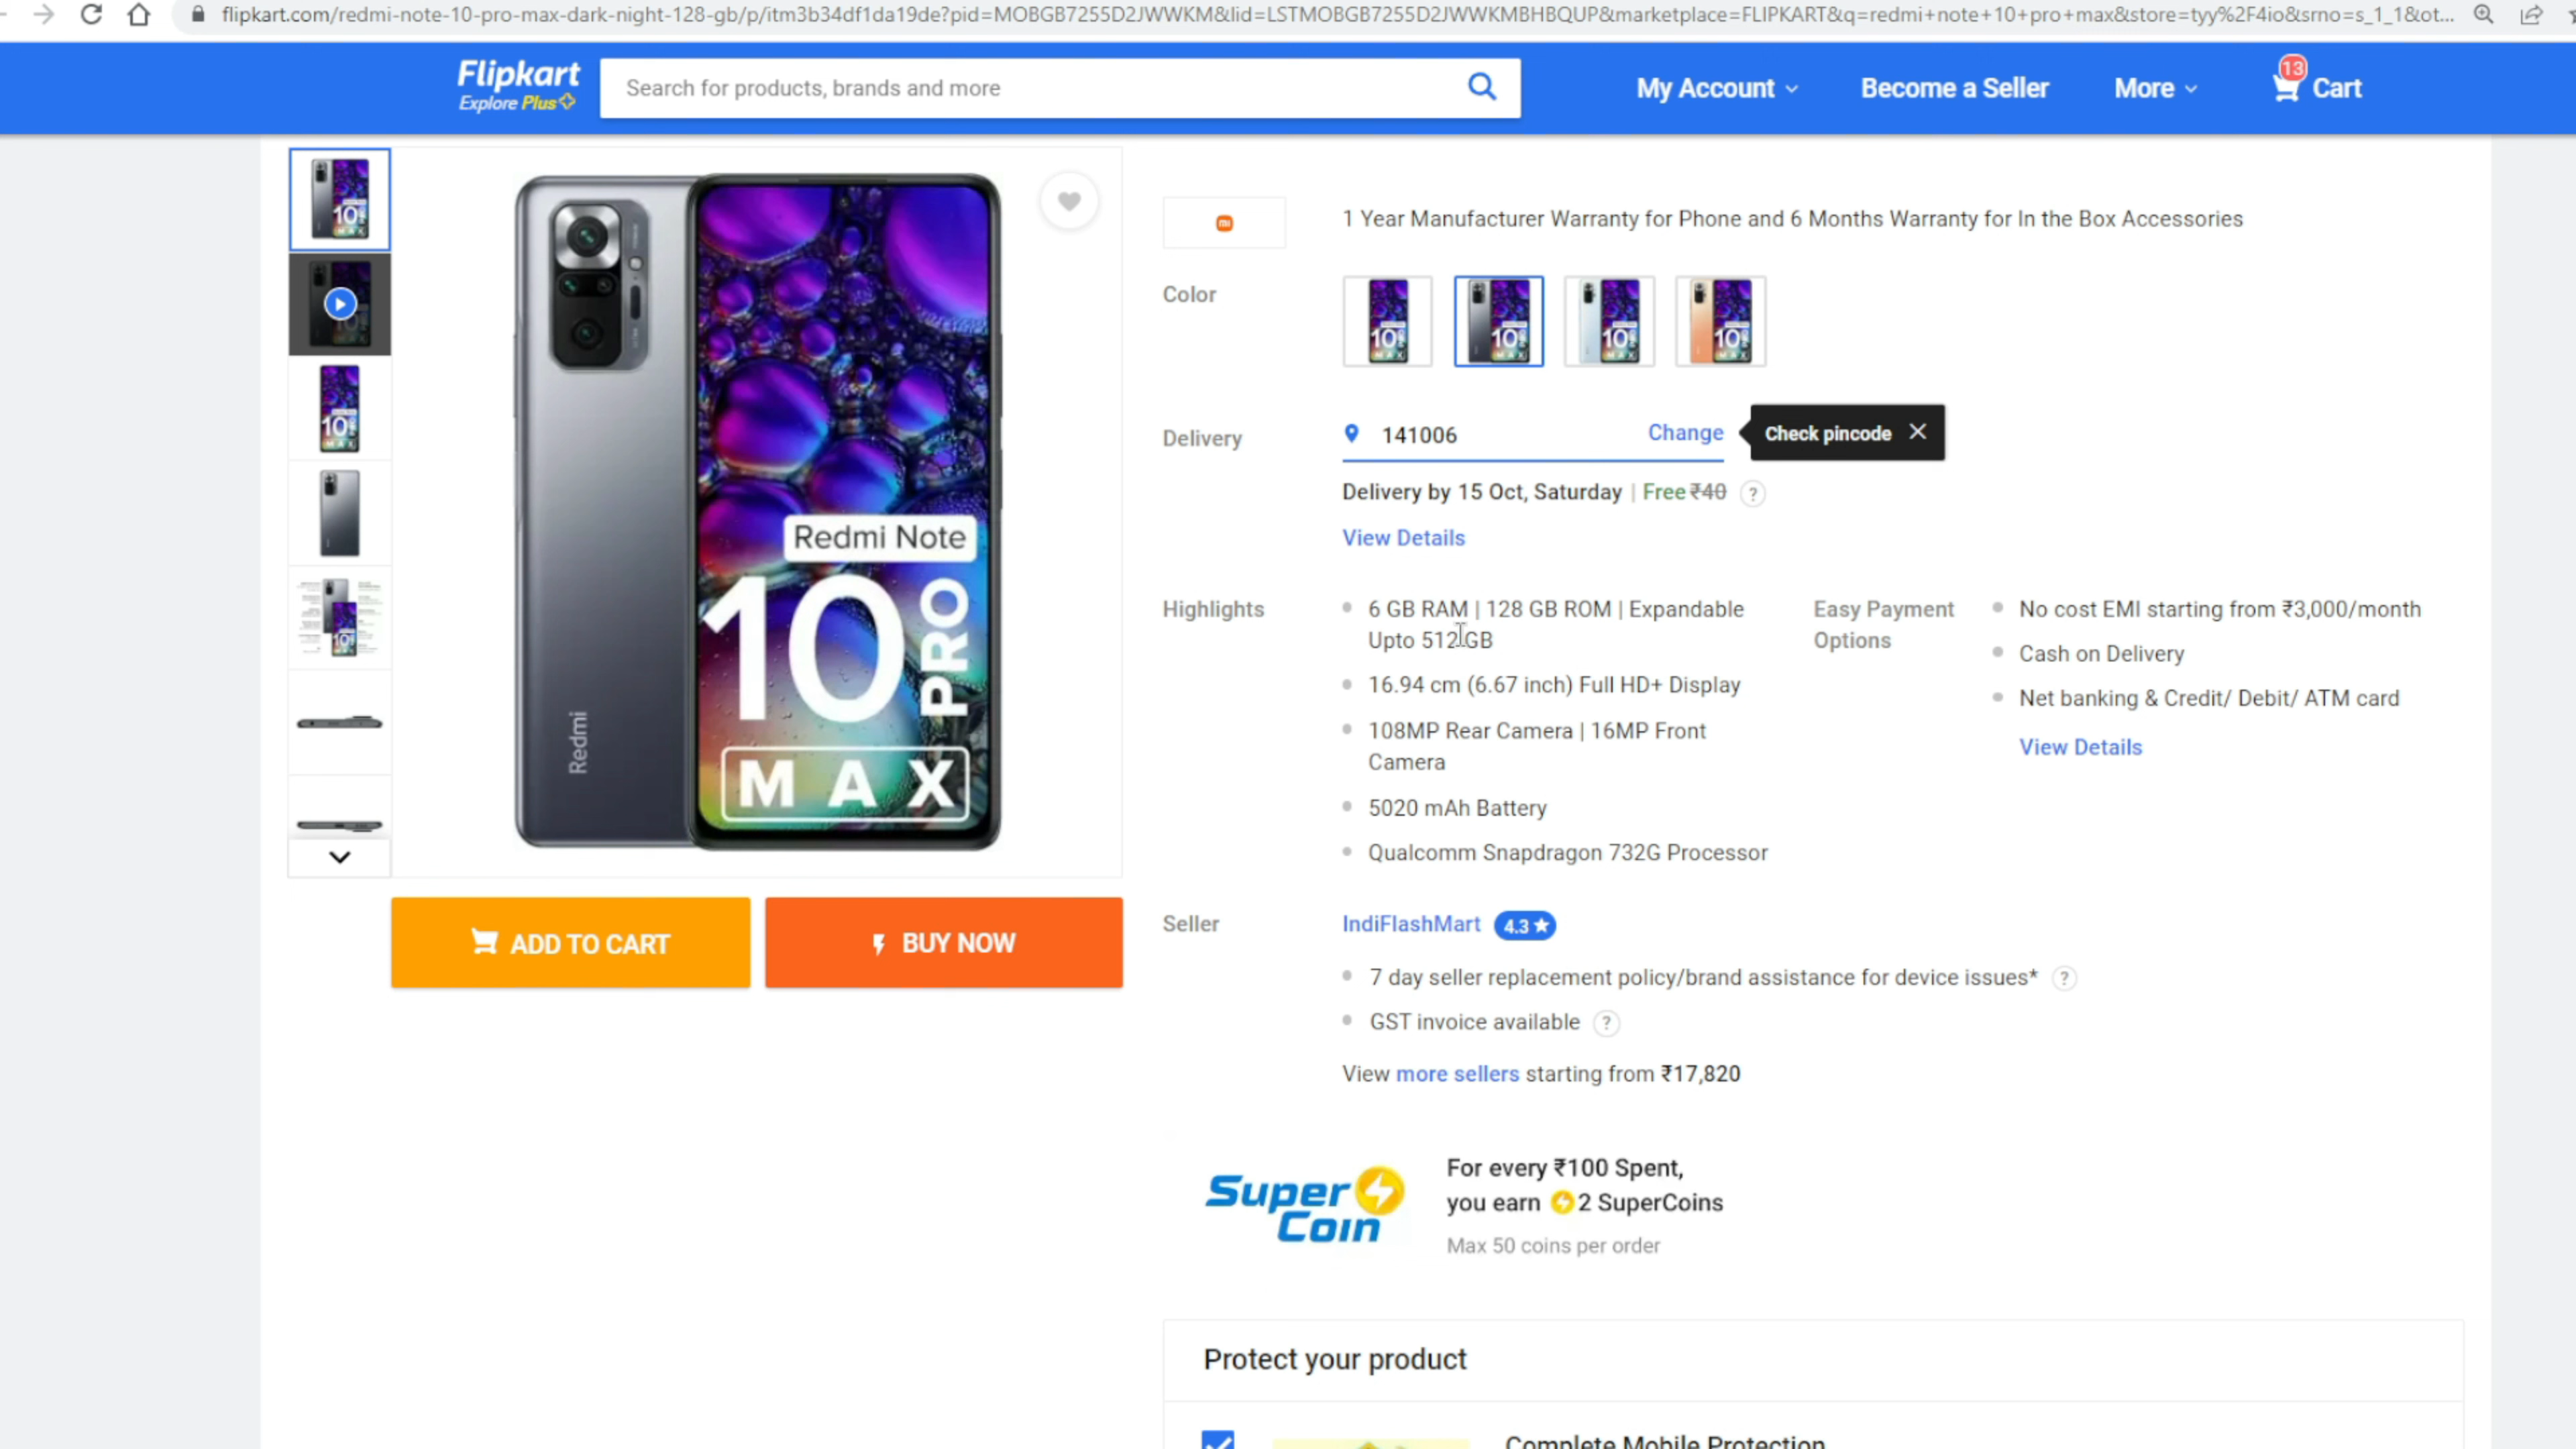 flipkart.com/redmi-note-10-pro-max-dark-night-128-gb/p/itm3b34df1da19de?pid=MOBGB7255D2JWWKM&lid=LSTMOBGB7255D2JWWKMBHBQUP&marketplace=FLIPKART&q=redmi+note+10+pro+max&store=tyy%2F4io&srno=s_1_1&ot...
Flipkart
Explore Plus
Search for products, brands and more
My Account
Become a Seller
More
13
Cart
1 Year Manufacturer Warranty for Phone and 6 Months Warranty for In the Box Accessories
Color
Delivery
141006
Change
Check pincode
Delivery by 15 Oct, Saturday | Free ₹40 ?
View Details
Redmi Note
10 PRO
MAX
Redmi
Highlights
6 GB RAM | 128 GB ROM | Expandable
Upto 512 GB
16.94 cm (6.67 inch) Full HD+ Display
108MP Rear Camera | 16MP Front
Camera
5020 mAh Battery
Qualcomm Snapdragon 732G Processor
Easy Payment
Options
No cost EMI starting from ₹3,000/month
Cash on Delivery
Net banking & Credit/ Debit/ ATM card
View Details
ADD TO CART
BUY NOW
Seller
IndiFlashMart 4.3★
7 day seller replacement policy/brand assistance for device issues* ?
GST invoice available ?
View more sellers starting from ₹17,820
Super
Coin
For every ₹100 Spent,
you earn 2 SuperCoins
Max 50 coins per order
Protect your product
Complete Mobile Protection